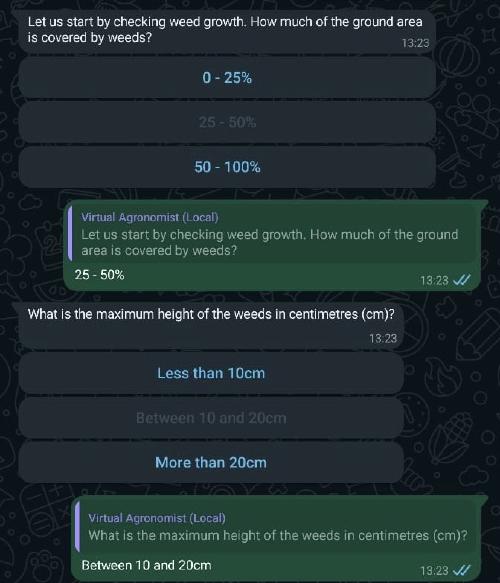 Let us start by checking weed growth. How much of the ground area
is covered by weeds?
13:23
0 - 25%
25 - 50%
50 - 100%
Virtual Agronomist (Local)
Let us start by checking weed growth. How much of the ground
area is covered by weeds?
25 - 50%
13:23
What is the maximum height of the weeds in centimetres (cm)?
13:23
Less than 10cm
Between 10 and 20cm
More than 20cm
Virtual Agronomist (Local)
What is the maximum height of the weeds in centimetres (cm)?
Between 10 and 20cm
13:23